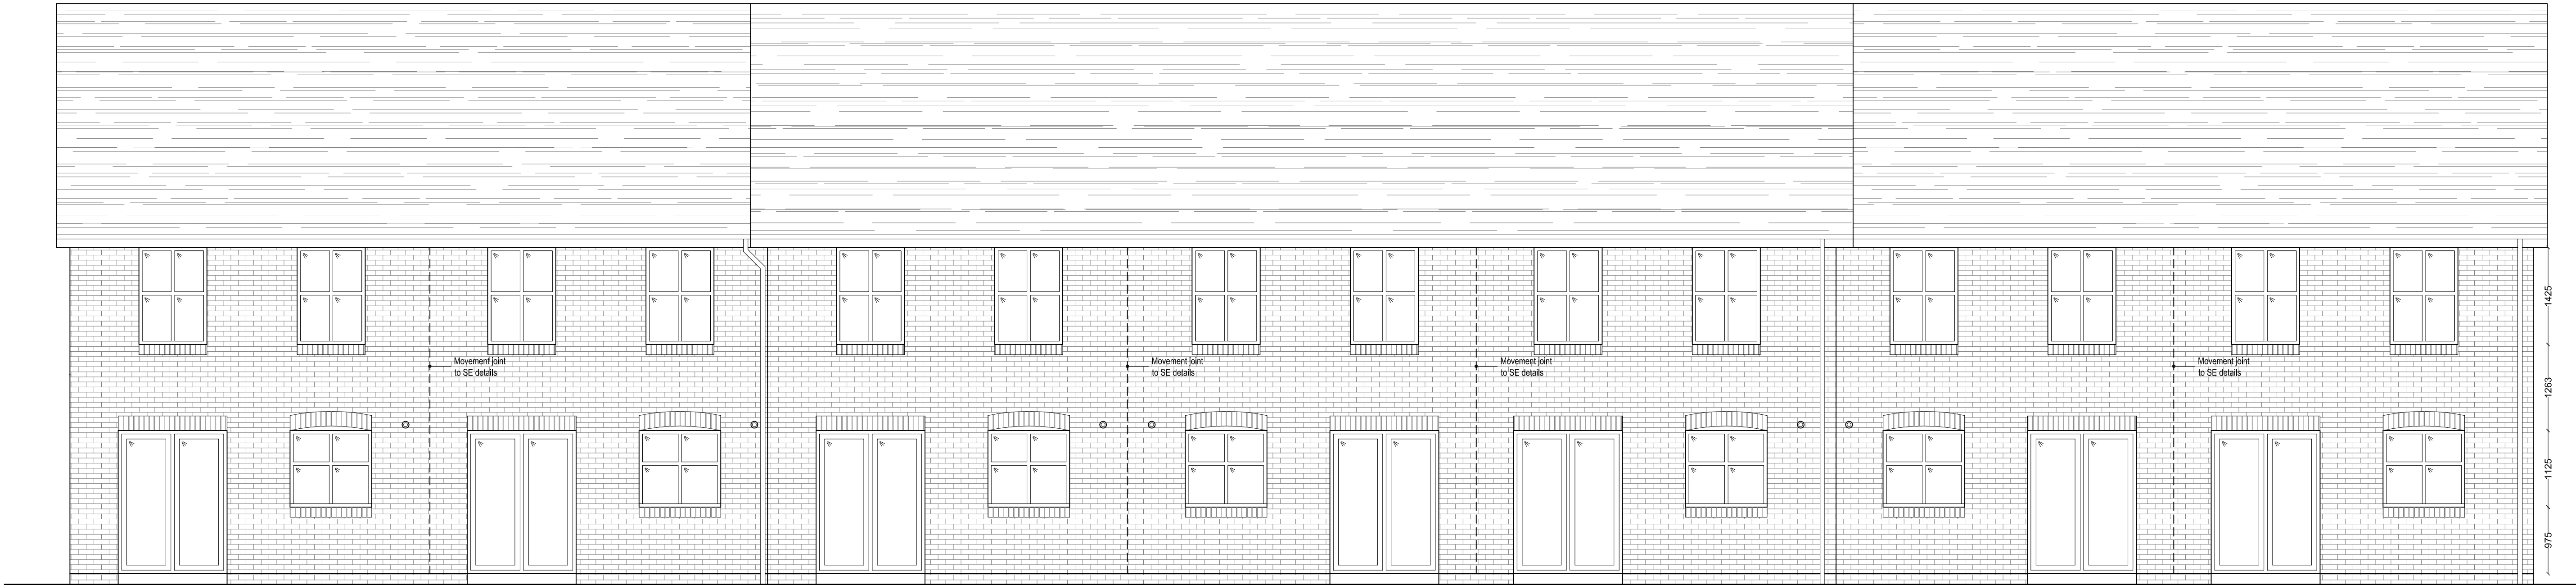 Movement joint
to SE details
Movement joint
to SE details
Movement joint
to SE details
Movement joint
to SE details
1425
1263
1125
975